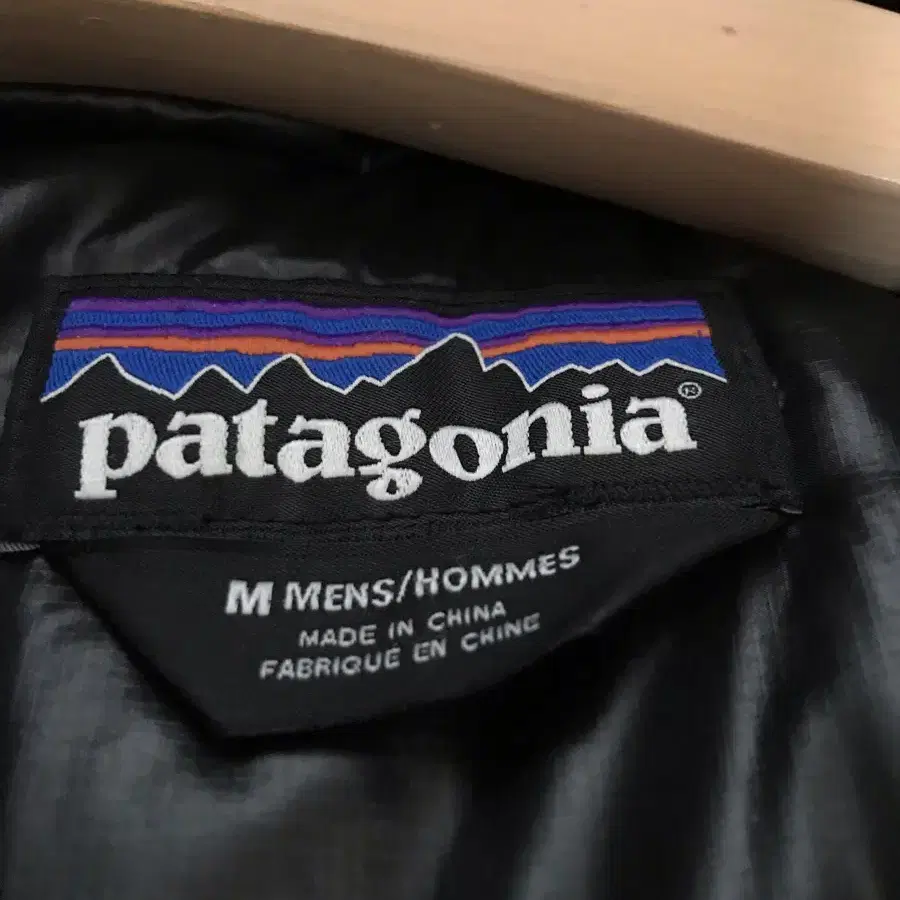 patagonia®
M MENS/HOMMES
MADE IN CHINA
FABRIQUÉ EN CHINE